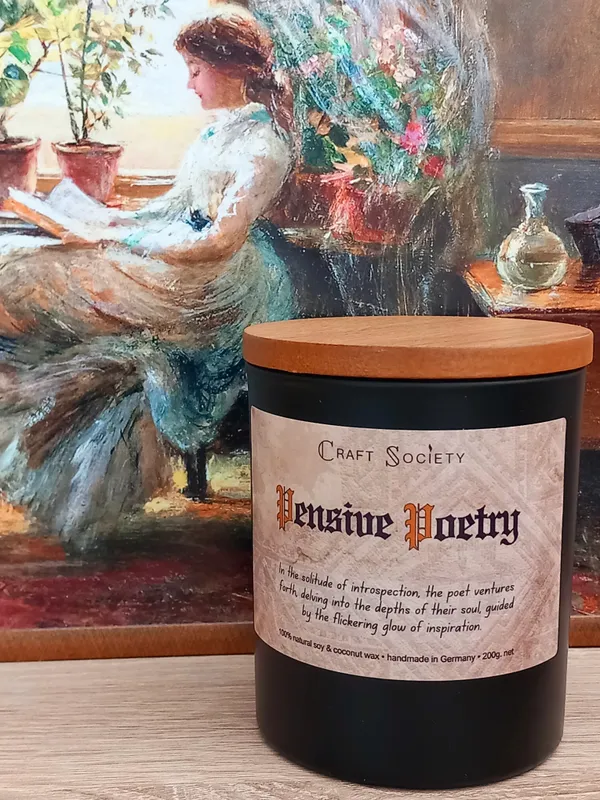 Craft Society
Pensive Poetry
In the solitude of introspection, the poet ventures
forth, delving into the depths of their soul, guided
by the flickering glow of inspiration.
100% natural soy & coconut wax • handmade in Germany • 200g. net